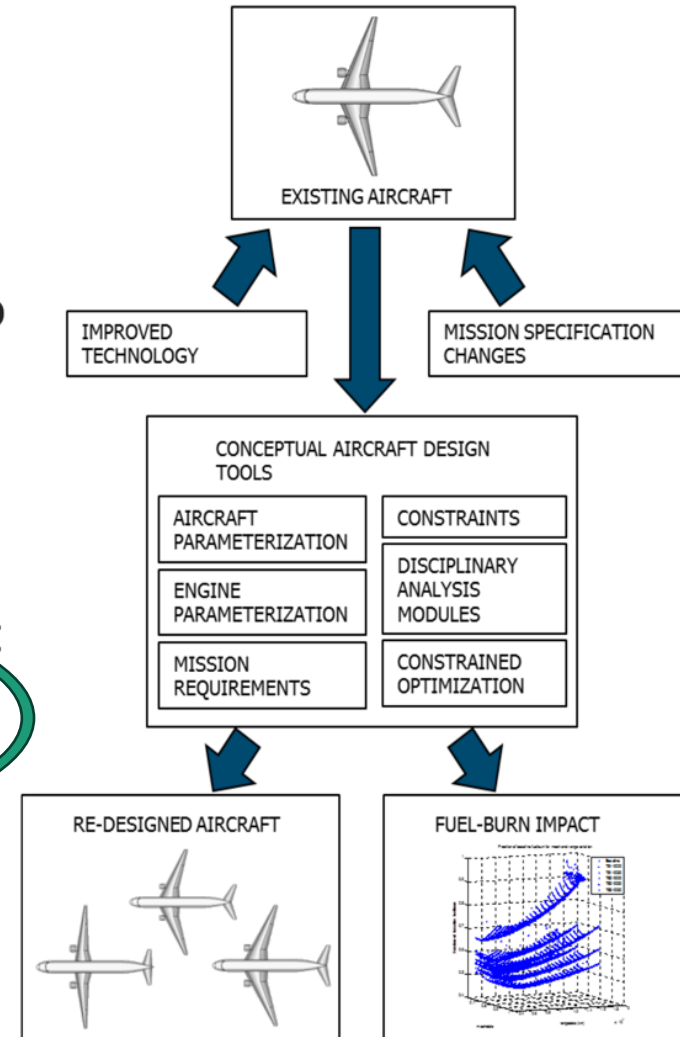 EXISTING AIRCRAFT
IMPROVED
TECHNOLOGY
MISSION SPECIFICATION
CHANGES
CONCEPTUAL AIRCRAFT DESIGN
TOOLS
AIRCRAFT
PARAMETERIZATION
ENGINE
PARAMETERIZATION
MISSION
REQUIREMENTS
CONSTRAINTS
DISCIPLINARY
ANALYSIS
MODULES
CONSTRAINED
OPTIMIZATION
RE-DESIGNED AIRCRAFT
FUEL-BURN IMPACT